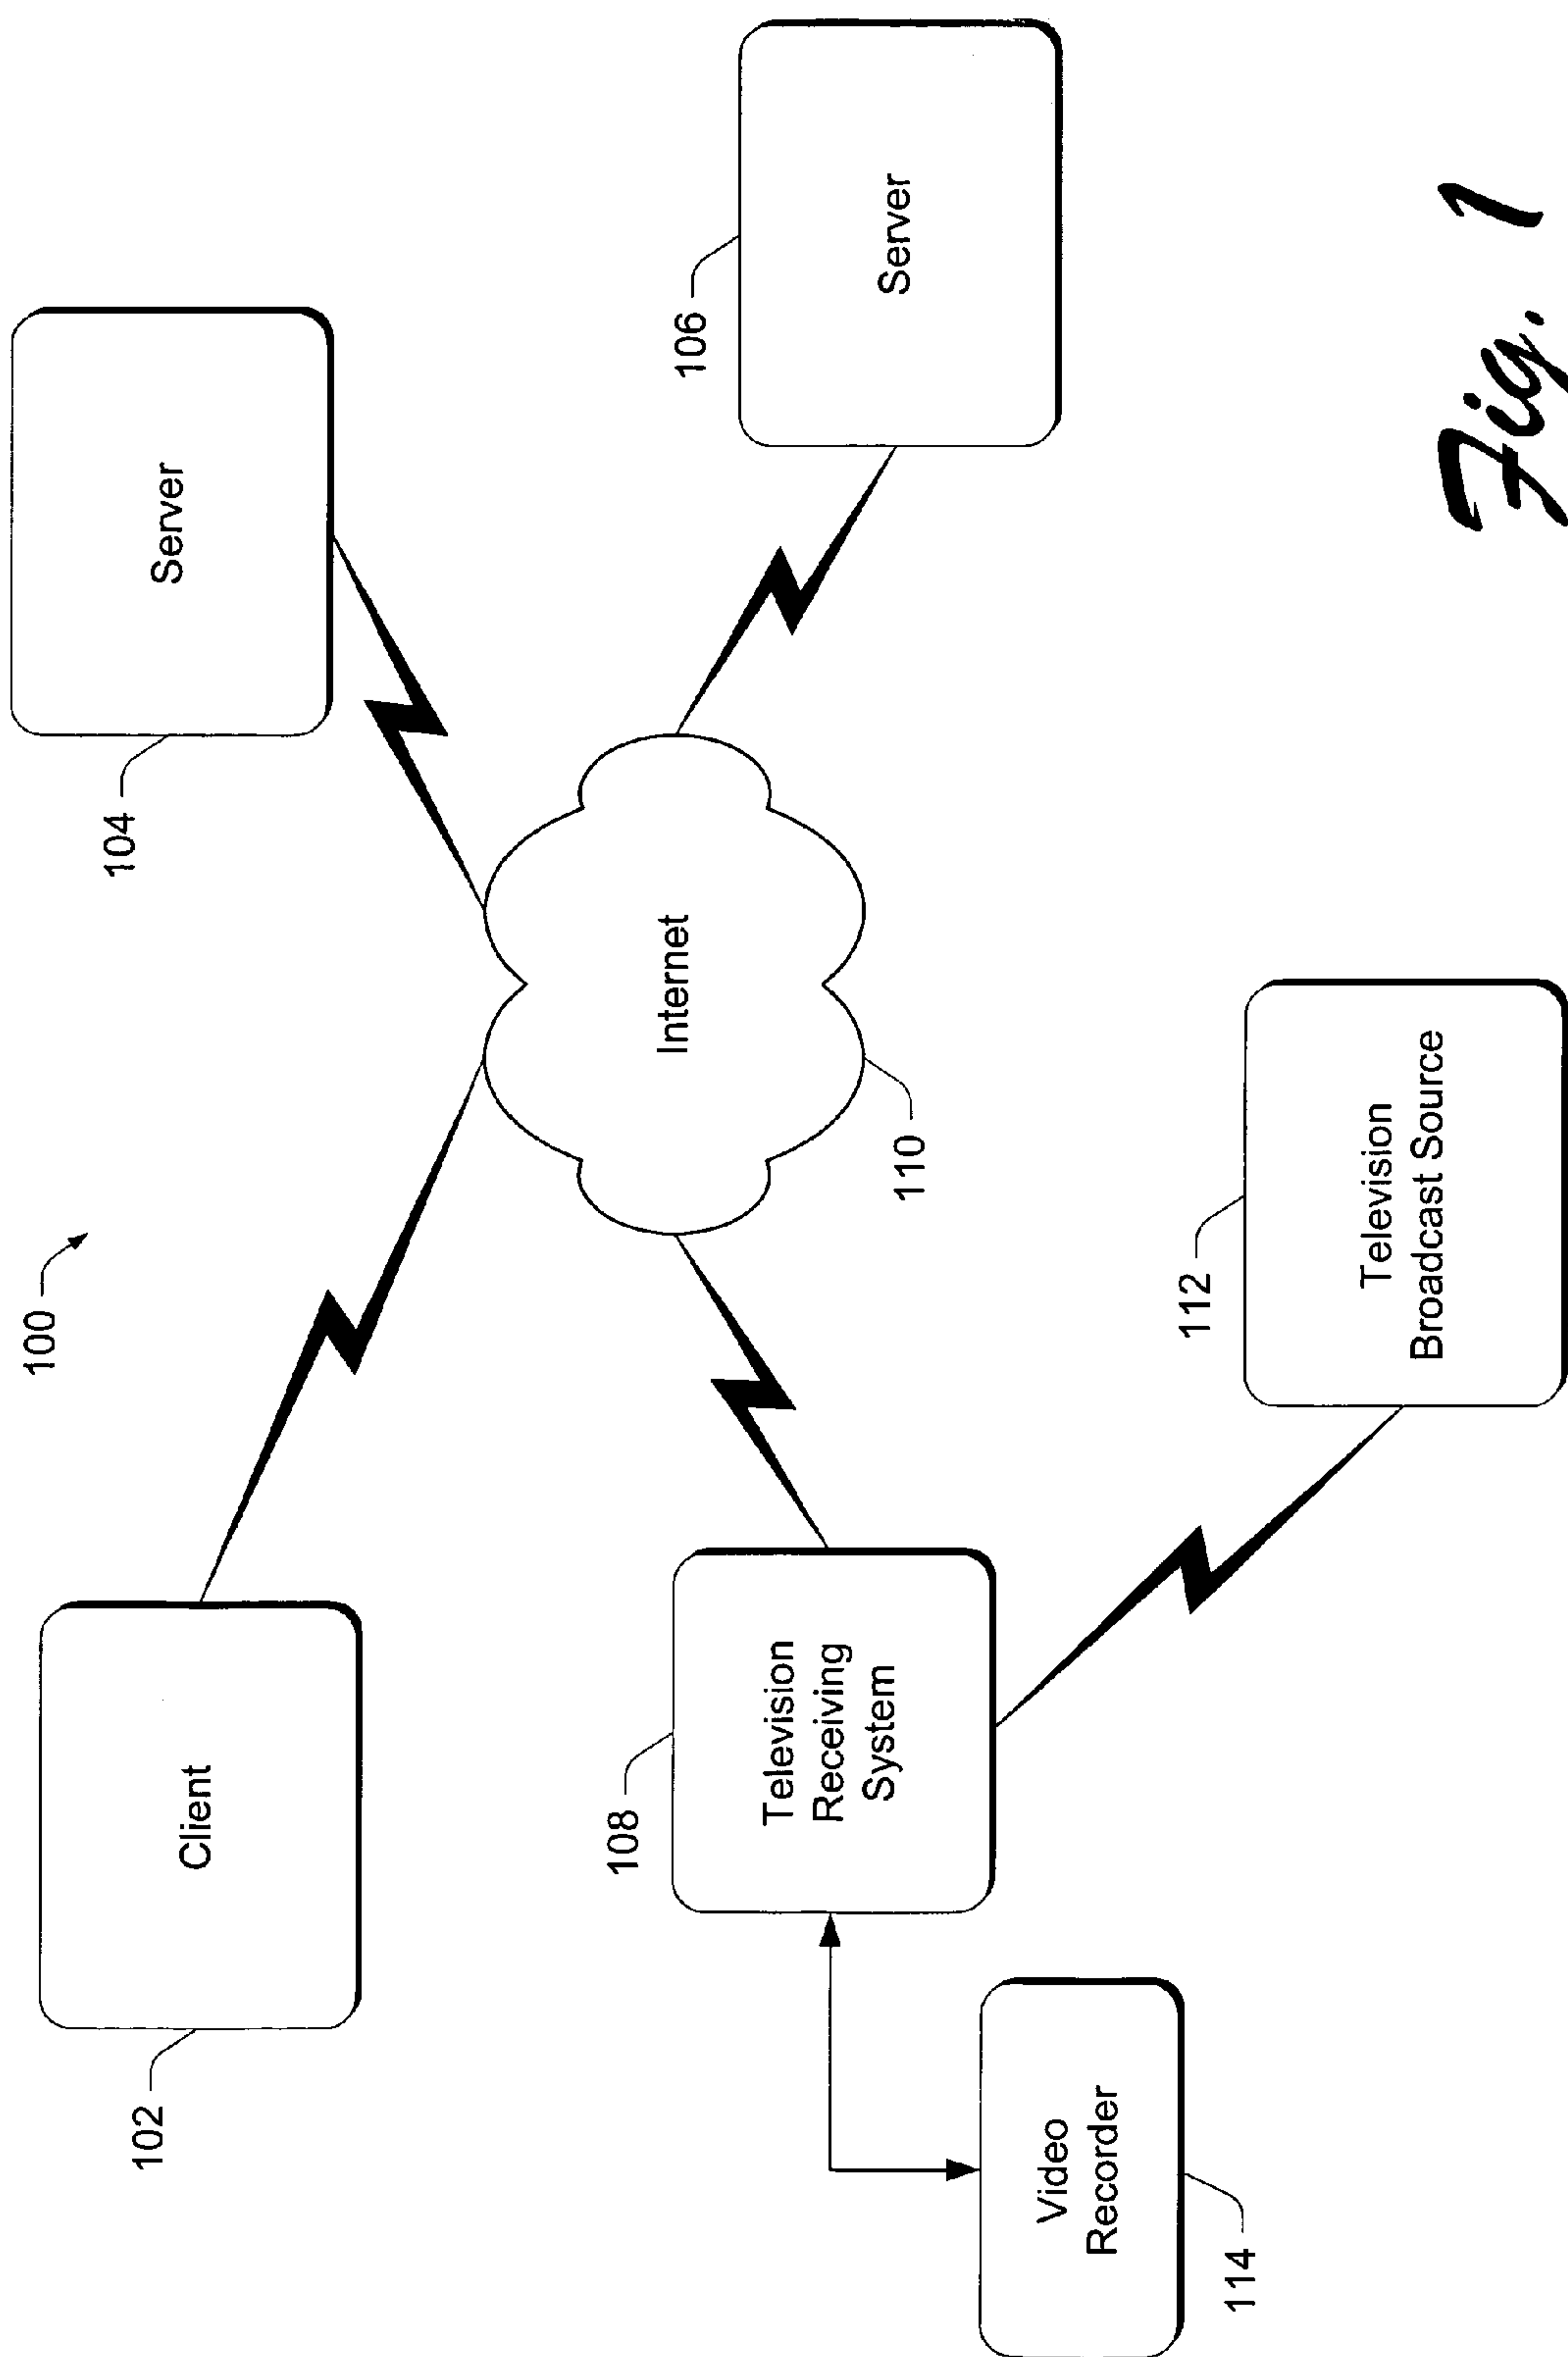 100
102
Client
104
Server
106
Server
Internet
110
108
Television
Receiving
System
112
Television
Broadcast Source
Video
Recorder
114
Fig. 1